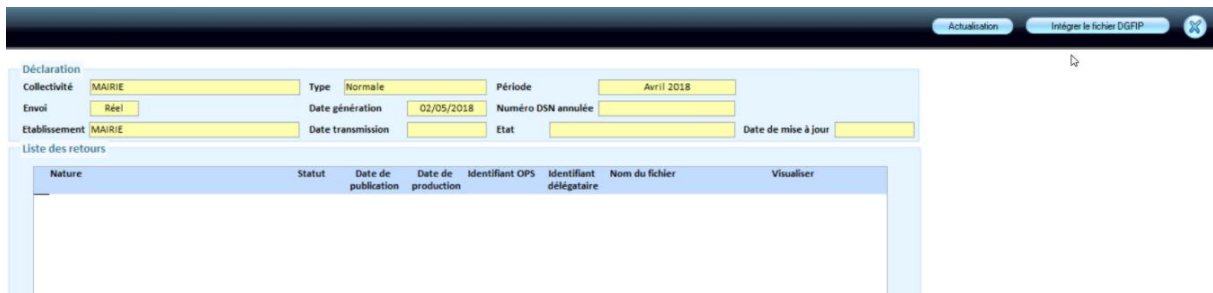 Actualisation Intégrer le fichier DGFIP
Déclaration
Collectivité MAIRIE Type Normale Période Avril 2018
Envoi Réel Date génération 02/05/2018 Numéro DSN annulée
Etablissement MAIRIE Date transmission Etat Date de mise à jour
Liste des retours
Nature Statut Date de publication Date de production Identifiant OPS Identifiant délégataire Nom du fichier Visualiser